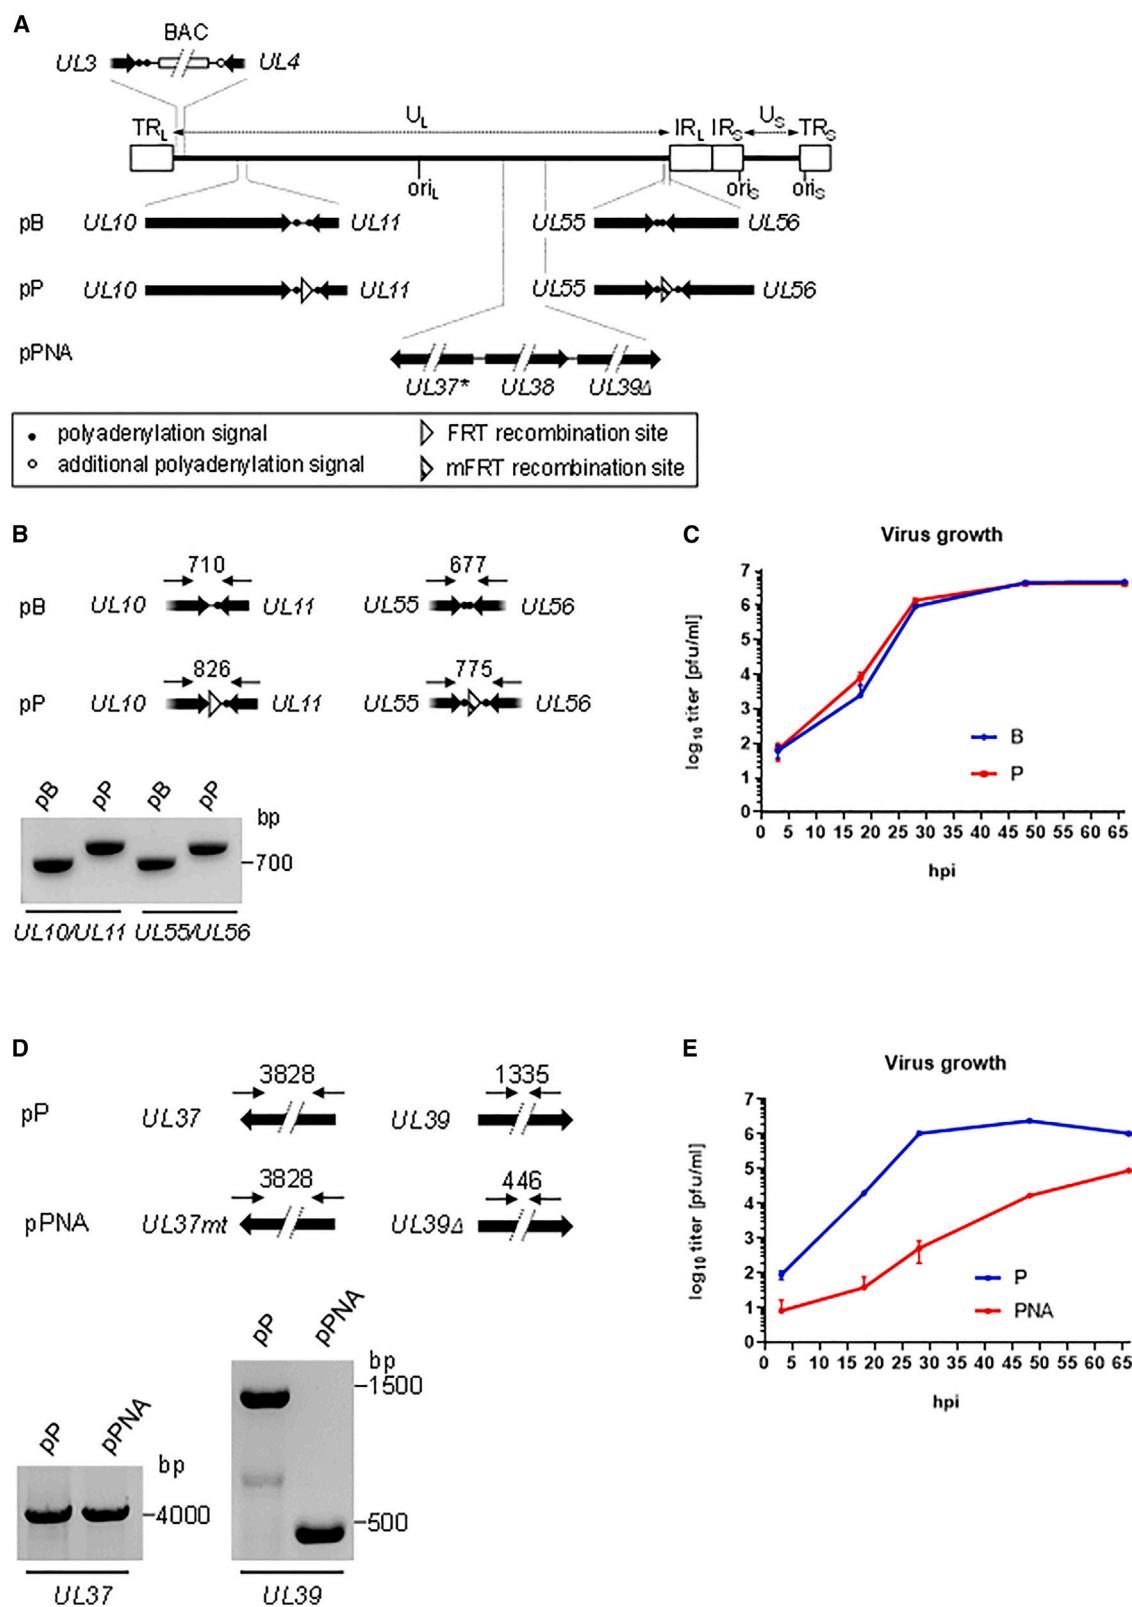 A
BAC
UL3 UL4
TRL UL IRL IRS US TRS
oriL oriS oriS
pB UL10 UL11 UL55 UL56
pP UL10 UL11 UL55 UL56
pPNA
UL37* UL38 UL39Δ
polyadenylation signal FRT recombination site
additional polyadenylation signal mFRT recombination site
B
710 677
pB UL10 UL11 UL55 UL56
826 775
pP UL10 UL11 UL55 UL56
pB pP pB pP
bp
700
UL10/UL11 UL55/UL56
C
Virus growth
7
6
5
4
3
2
1
0
log10 titer [pfu/ml]
B
P
0 5 10 15 20 25 30 35 40 45 50 55 60 65
hpi
D
3828 1335
pP UL37 UL39
3828 446
pPNA UL37mt UL39Δ
pP pPNA
bp
4000
UL37
pP pPNA
bp
1500
500
UL39
E
Virus growth
7
6
5
4
3
2
1
0
log10 titer [pfu/ml]
P
PNA
0 5 10 15 20 25 30 35 40 45 50 55 60 65
hpi